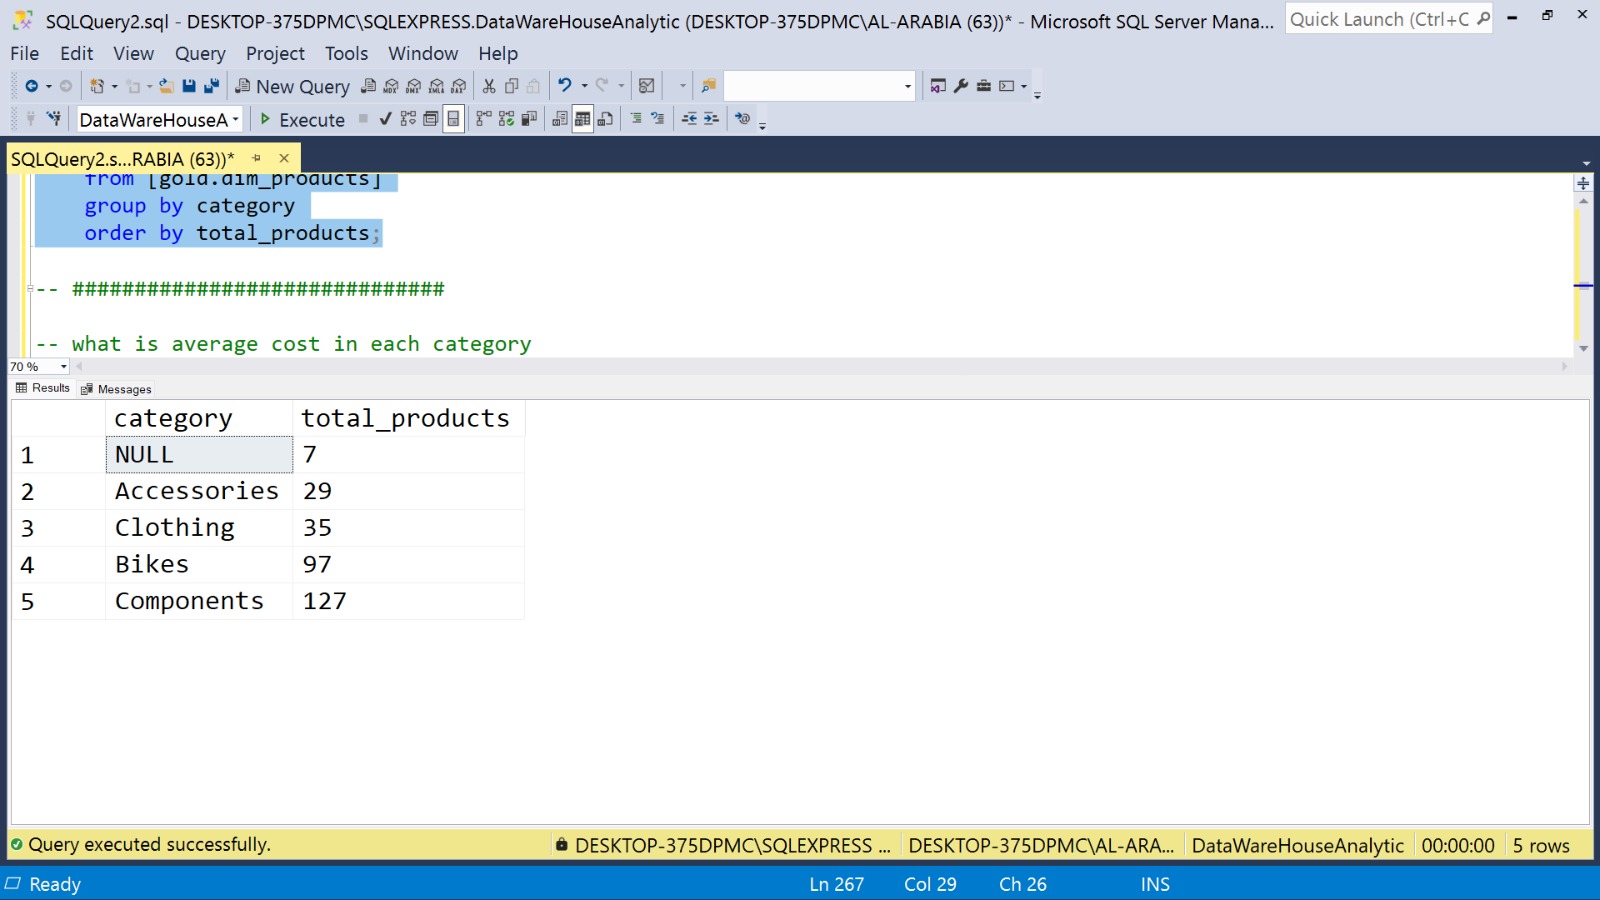 SQLQuery2.sql - DESKTOP-375DPMC\SQLEXPRESS.DataWareHouseAnalytic (DESKTOP-375DPMC\AL-ARABIA (63))* - Microsoft SQL Server Mana...
Quick Launch (Ctrl+C
File Edit View Query Project Tools Window Help
New Query
DataWareHouseA Execute
SQLQuery2.s...RABIA (63))*
from [gold.dim_products]
group by category
order by total_products;
-- ##############################
-- what is average cost in each category
70 %
Results Messages
category total_products
1 NULL 7
2 Accessories 29
3 Clothing 35
4 Bikes 97
5 Components 127
Query executed successfully. DESKTOP-375DPMC\SQLEXPRESS ... DESKTOP-375DPMC\AL-ARA... DataWareHouseAnalytic 00:00:00 5 rows
Ready Ln 267 Col 29 Ch 26 INS